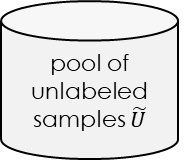 pool of
unlabeled
samples Ũ